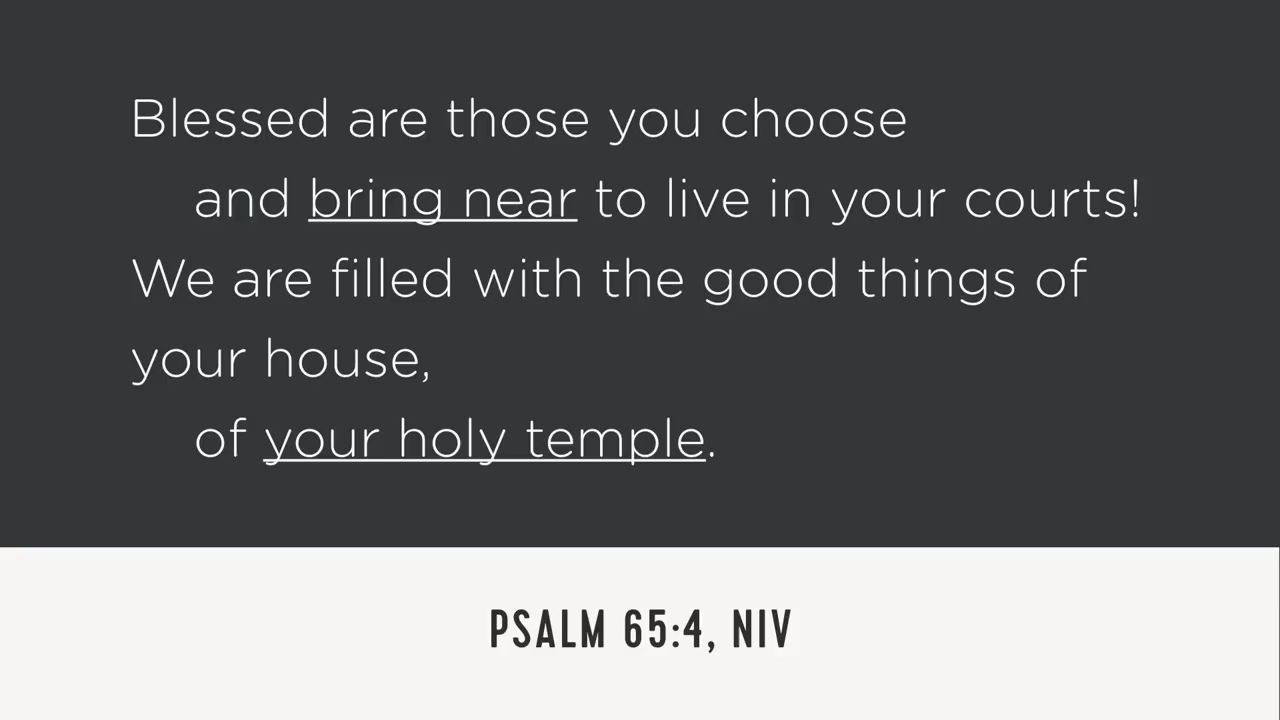 Blessed are those you choose
and bring near to live in your courts!
We are filled with the good things of
your house,
of your holy temple.
PSALM 65:4, NIV